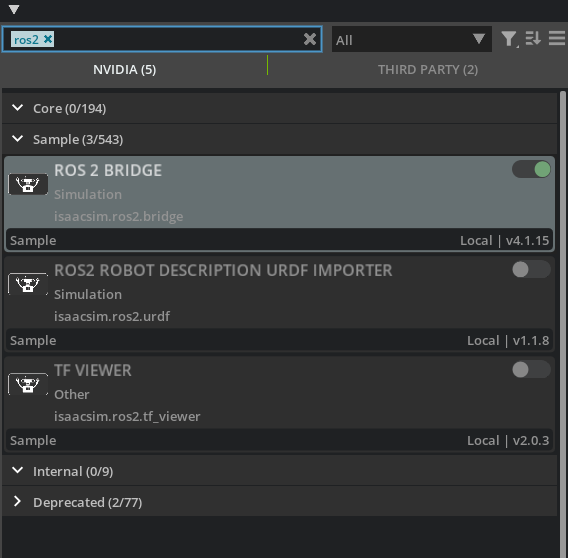 ros2
All
NVIDIA (5)
THIRD PARTY (2)
Core (0/194)
Sample (3/543)
ROS 2 BRIDGE
Simulation
isaacsim.ros2.bridge
Sample
Local | v4.1.15
ROS2 ROBOT DESCRIPTION URDF IMPORTER
Simulation
isaacsim.ros2.urdf
Sample
Local | v1.1.8
TF VIEWER
Other
isaacsim.ros2.tf_viewer
Sample
Local | v2.0.3
Internal (0/9)
Deprecated (2/77)